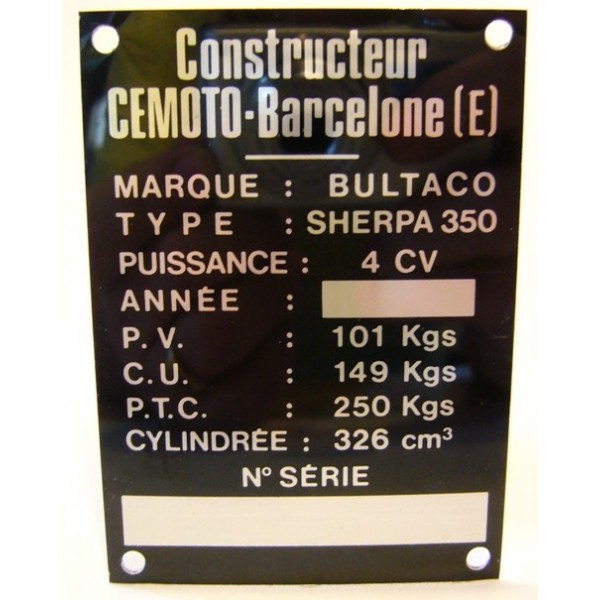 Constructeur
CEMOTO-Barcelone (E)
MARQUE : BULTACO
TYPE : SHERPA 350
PUISSANCE : 4 CV
ANNÉE :
P.V. : 101 Kgs
C.U. : 149 Kgs
P.T.C. : 250 Kgs
CYLINDRÉE : 326 cm³
N° SÉRIE